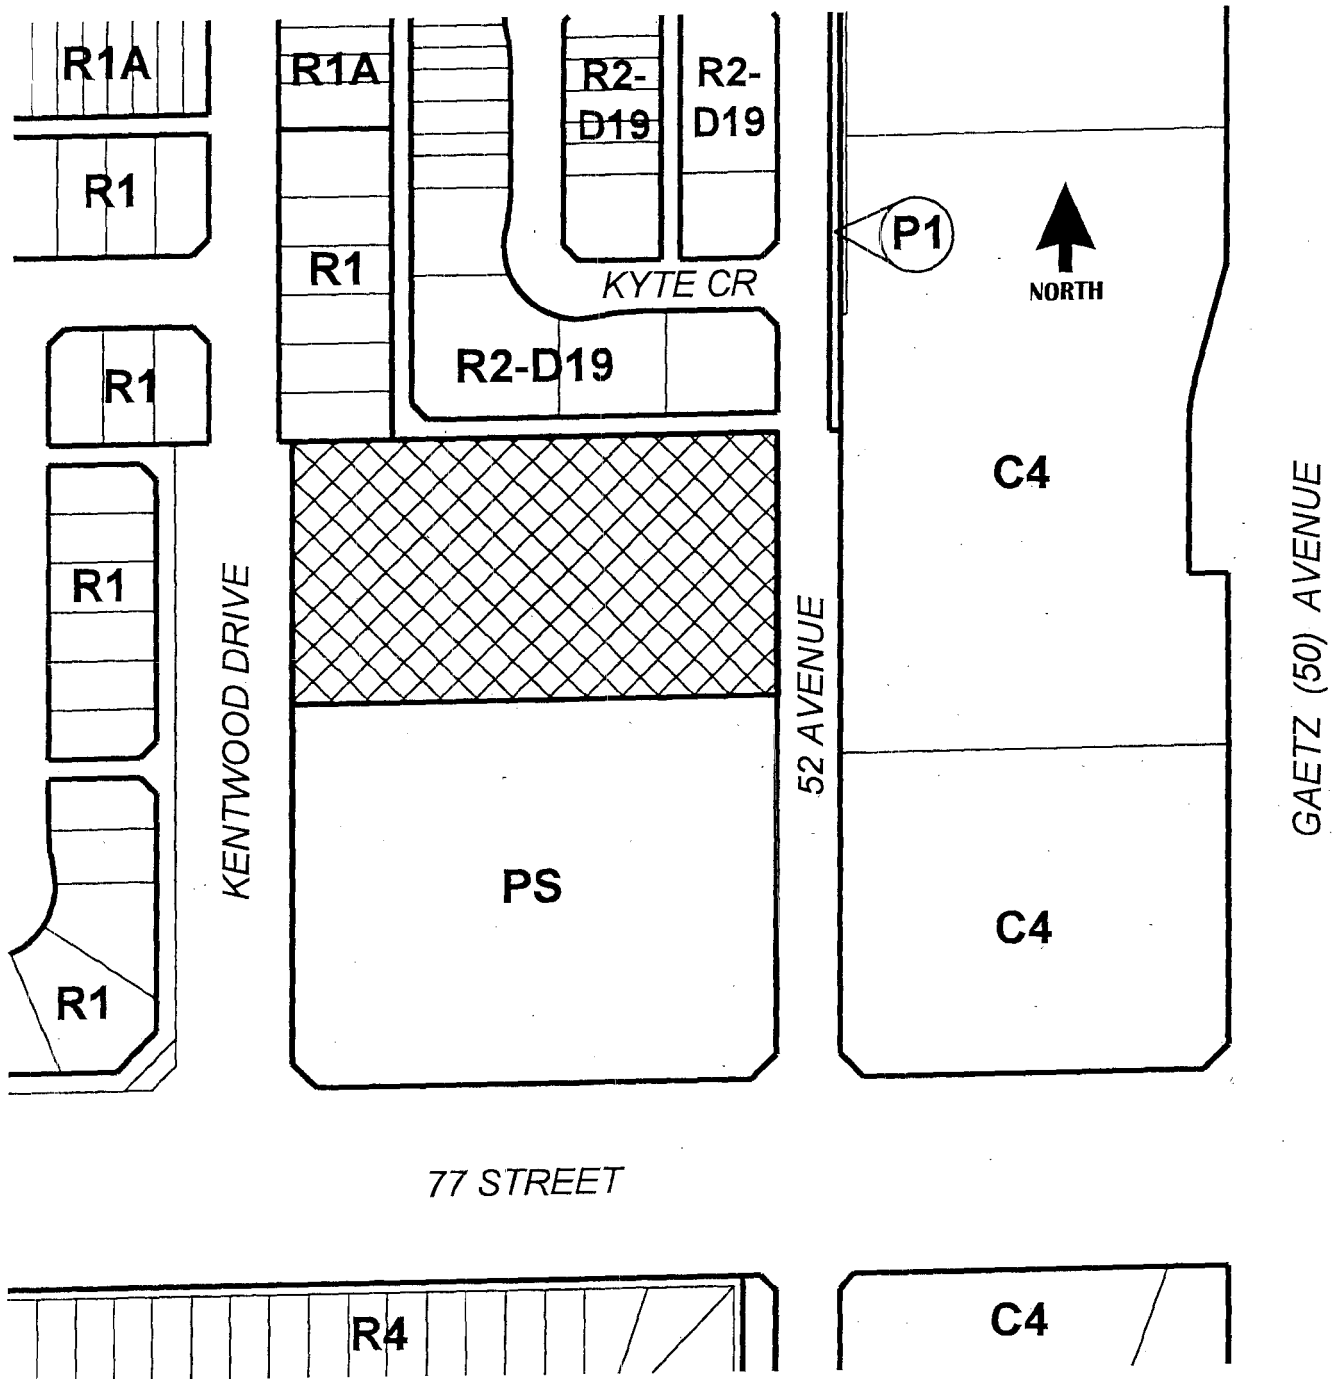 R1A
R1A
R2-
D19
R2-
D19
R1
P1
R1
KYTE CR
NORTH
R2-D19
R1
C4
R1
KENTWOOD DRIVE
52 AVENUE
GAETZ (50) AVENUE
PS
C4
R1
77 STREET
R4
C4